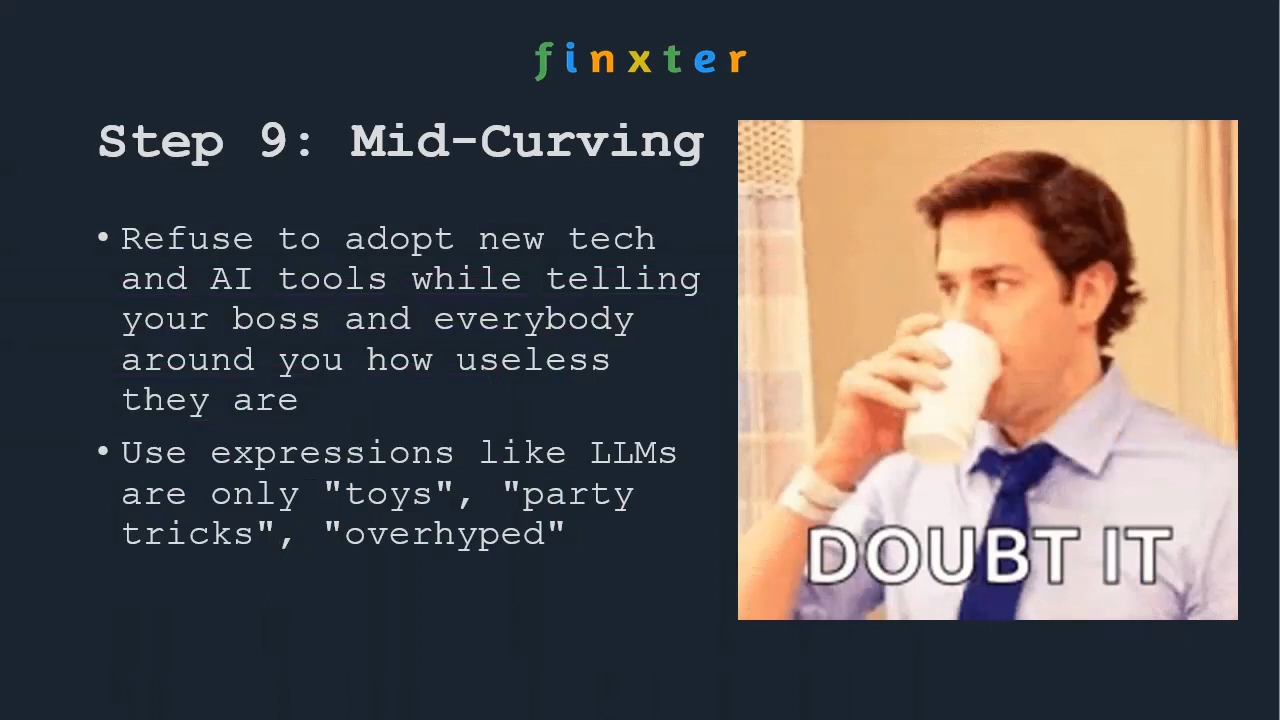 finxter
Step 9: Mid-Curving
• Refuse to adopt new tech
and AI tools while telling
your boss and everybody
around you how useless
they are
• Use expressions like LLMs
are only "toys", "party
tricks", "overhyped"
DOUBT IT